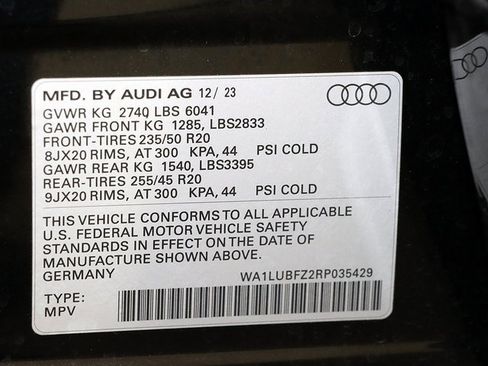 MFD. BY AUDI AG 12/ 23
GVWR KG 2740 LBS 6041
GAWR FRONT KG 1285, LBS2833
FRONT-TIRES 235/50 R20
8JX20 RIMS, AT 300 KPA, 44 PSI COLD
GAWR REAR KG 1540, LBS3395
REAR-TIRES 255/45 R20
9JX20 RIMS, AT 300 KPA, 44 PSI COLD
THIS VEHICLE CONFORMS TO ALL APPLICABLE
U.S. FEDERAL MOTOR VEHICLE SAFETY
STANDARDS IN EFFECT ON THE DATE OF
MANUFACTURE SHOWN ABOVE.
GERMANY WA1LUBFZ2RP035429
TYPE:
MPV